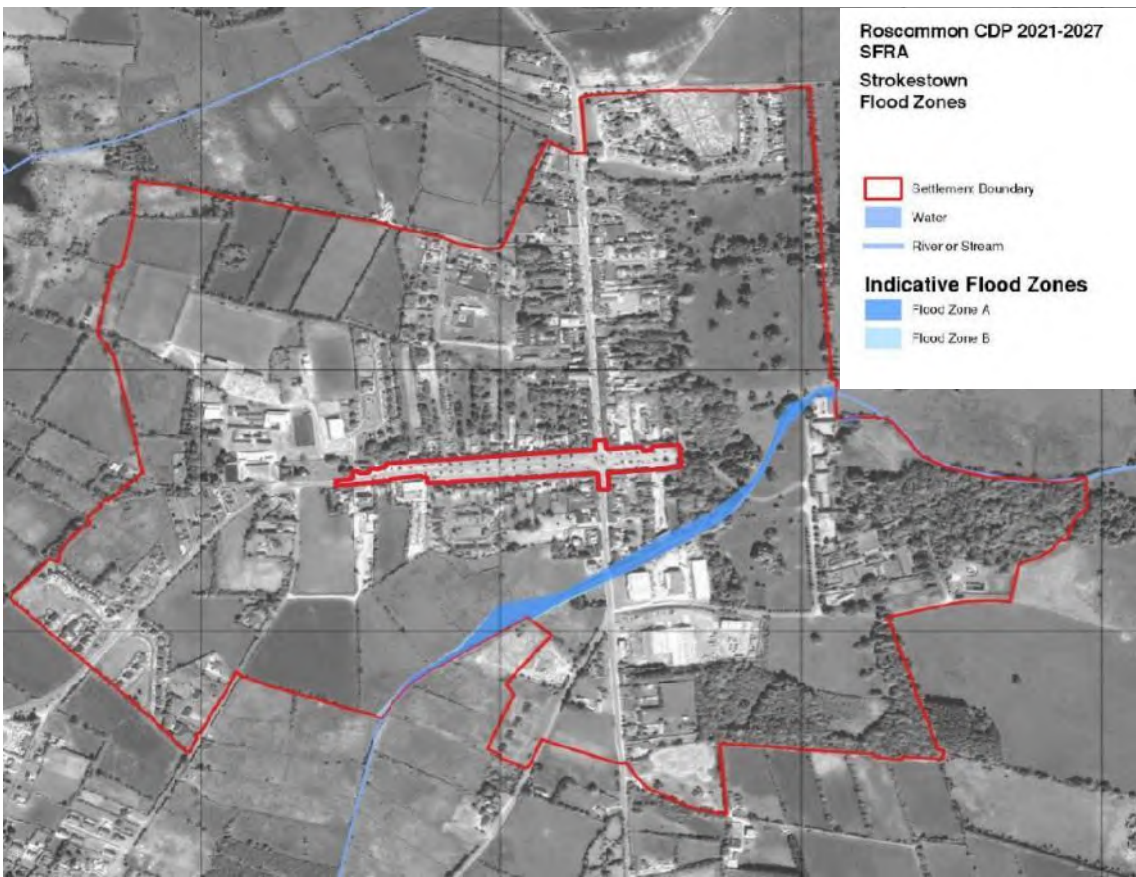 Roscommon CDP 2021-2027
SFRA
Strokestown
Flood Zones
Settlement Boundary
Water
River or Stream
Indicative Flood Zones
Flood Zone A
Flood Zone B